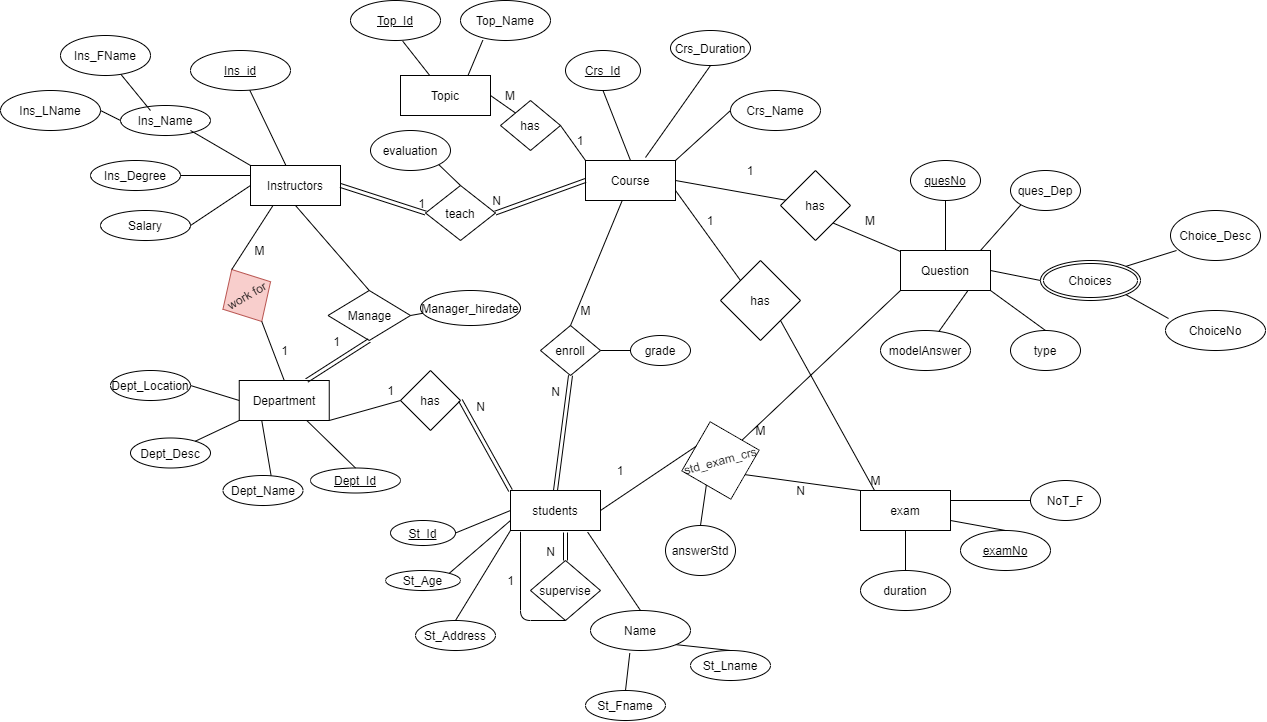 Top_Id
Top_Name
Ins_FName
Ins_id
Crs_Id
Crs_Duration
Ins_LName
Ins_Name
Topic
M
has
1
Crs_Name
evaluation
Ins_Degree
Instructors
Course
1
quesNo
ques_Dep
Salary
1
teach
N
1
has
M
Choice_Desc
M
Question
Choices
work for
Manage
Manager_hiredate
M
has
ChoiceNo
1
1
enroll
grade
modelAnswer
type
Dept_Location
Department
1
has
N
N
Dept_Desc
M
std_exam_crs
Dept_Name
Dept_Id
1
N
M
students
exam
NoT_F
St_Id
answerStd
examNo
N
St_Age
1
supervise
duration
St_Address
Name
St_Lname
St_Fname